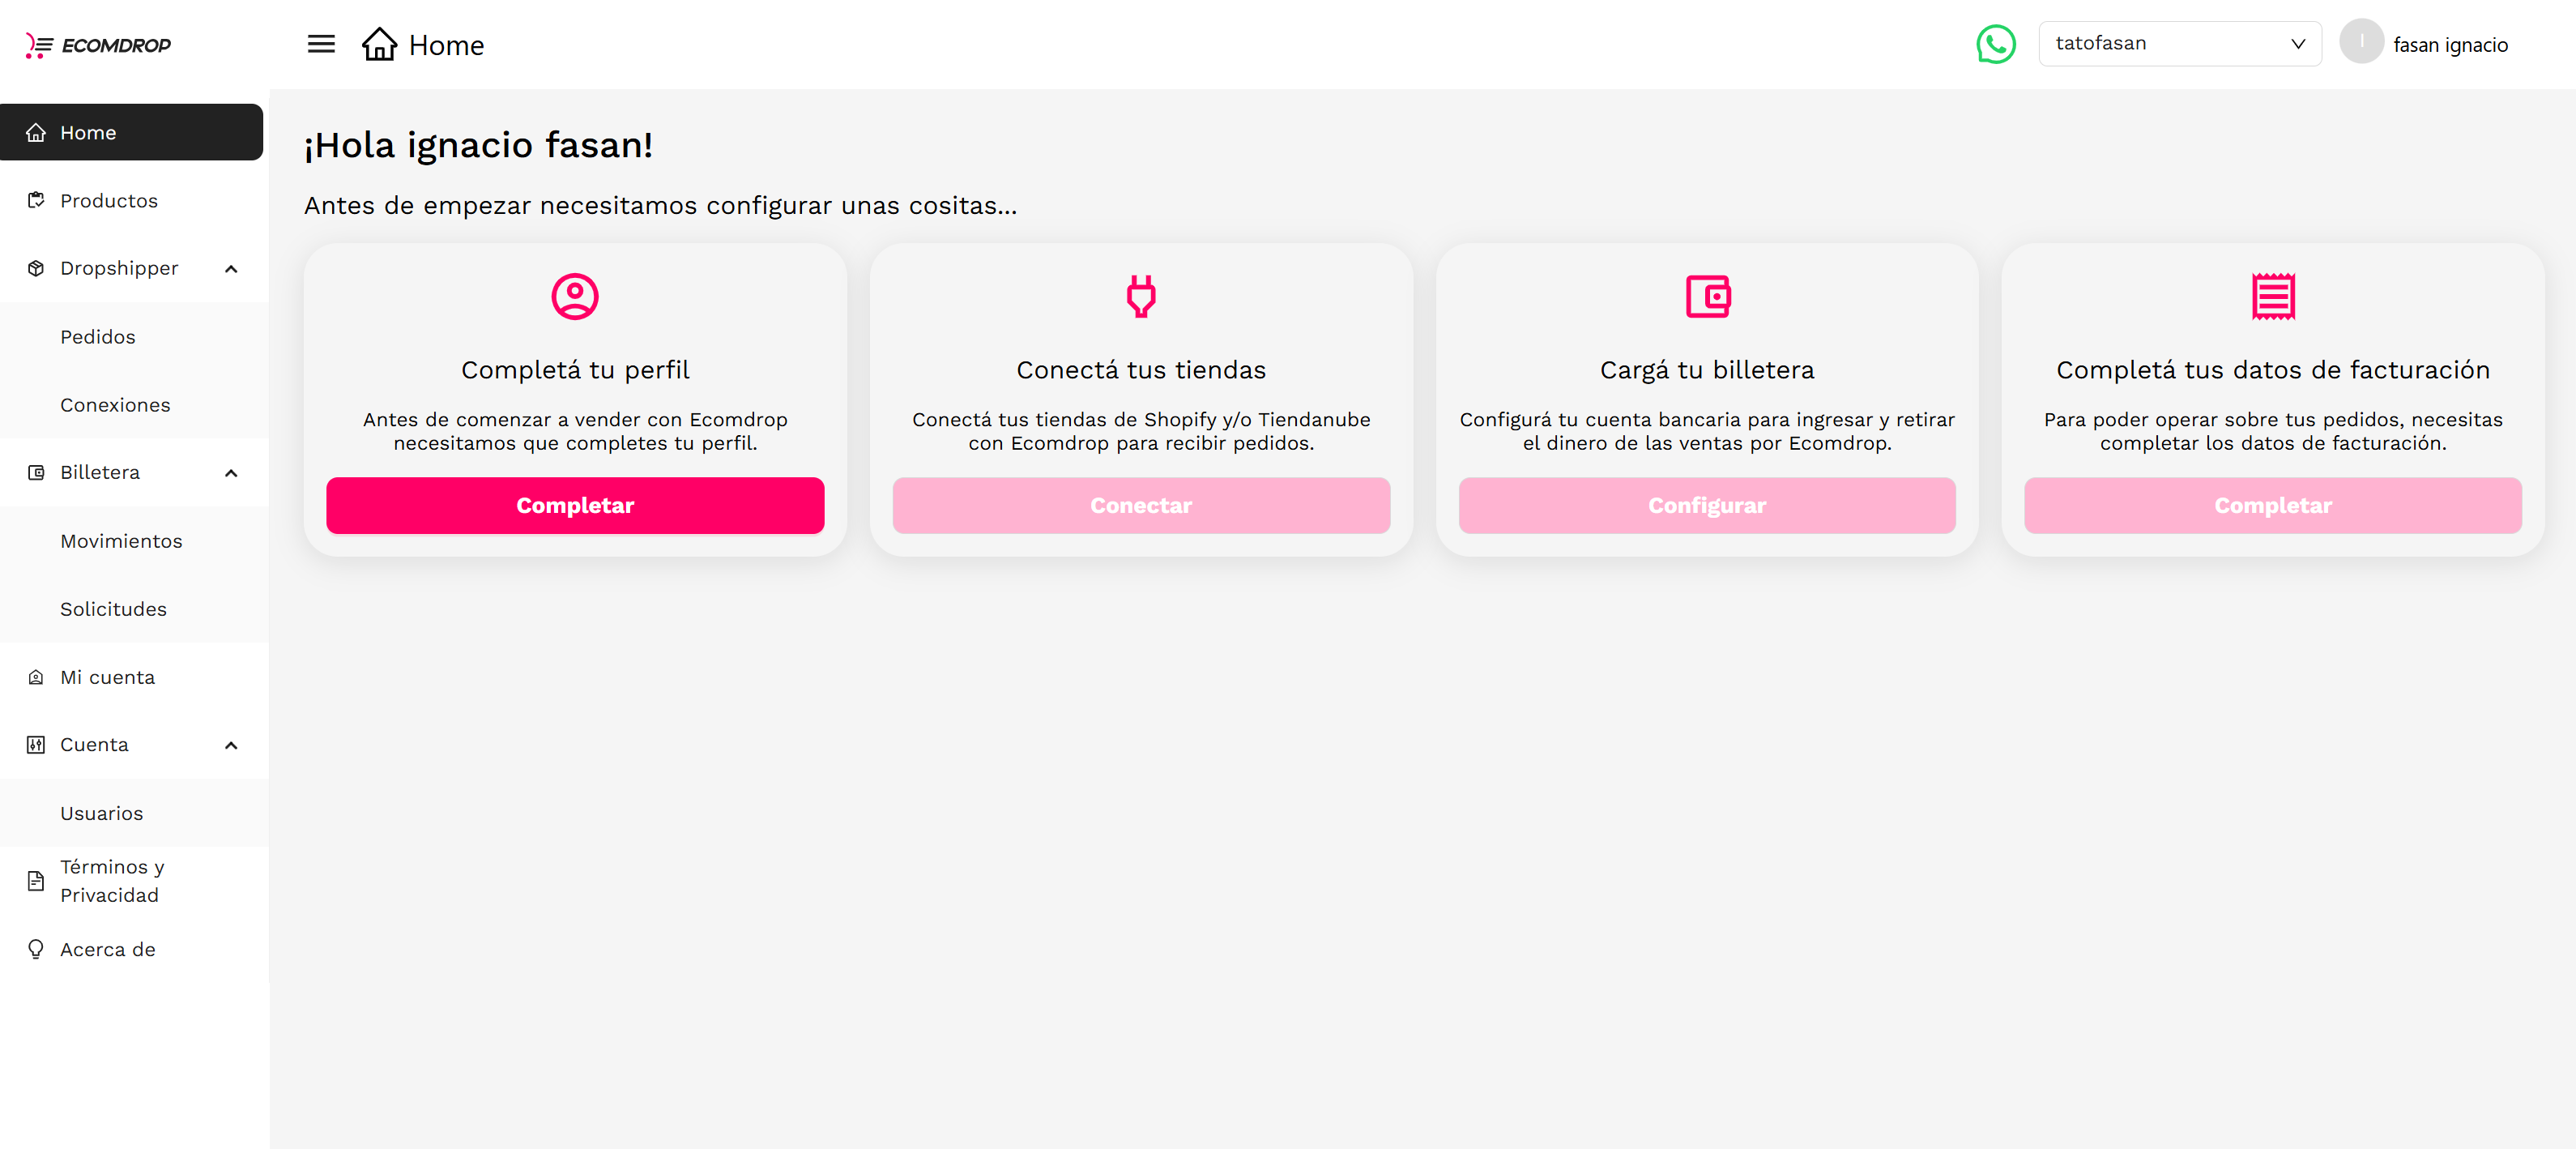 ECOMDROP
Home
tatofasan
I
fasan ignacio
Home
Productos
Dropshipper
Pedidos
Conexiones
Billetera
Movimientos
Solicitudes
Mi cuenta
Cuenta
Usuarios
Términos y
Privacidad
Acerca de
¡Hola ignacio fasan!
Antes de empezar necesitamos configurar unas cositas...
Completá tu perfil
Antes de comenzar a vender con Ecomdrop
necesitamos que completes tu perfil.
Completar
Conectá tus tiendas
Conectá tus tiendas de Shopify y/o Tiendanube
con Ecomdrop para recibir pedidos.
Conectar
Cargá tu billetera
Configurá tu cuenta bancaria para ingresar y retirar
el dinero de las ventas por Ecomdrop.
Configurar
Completá tus datos de facturación
Para poder operar sobre tus pedidos, necesitas
completar los datos de facturación.
Completar